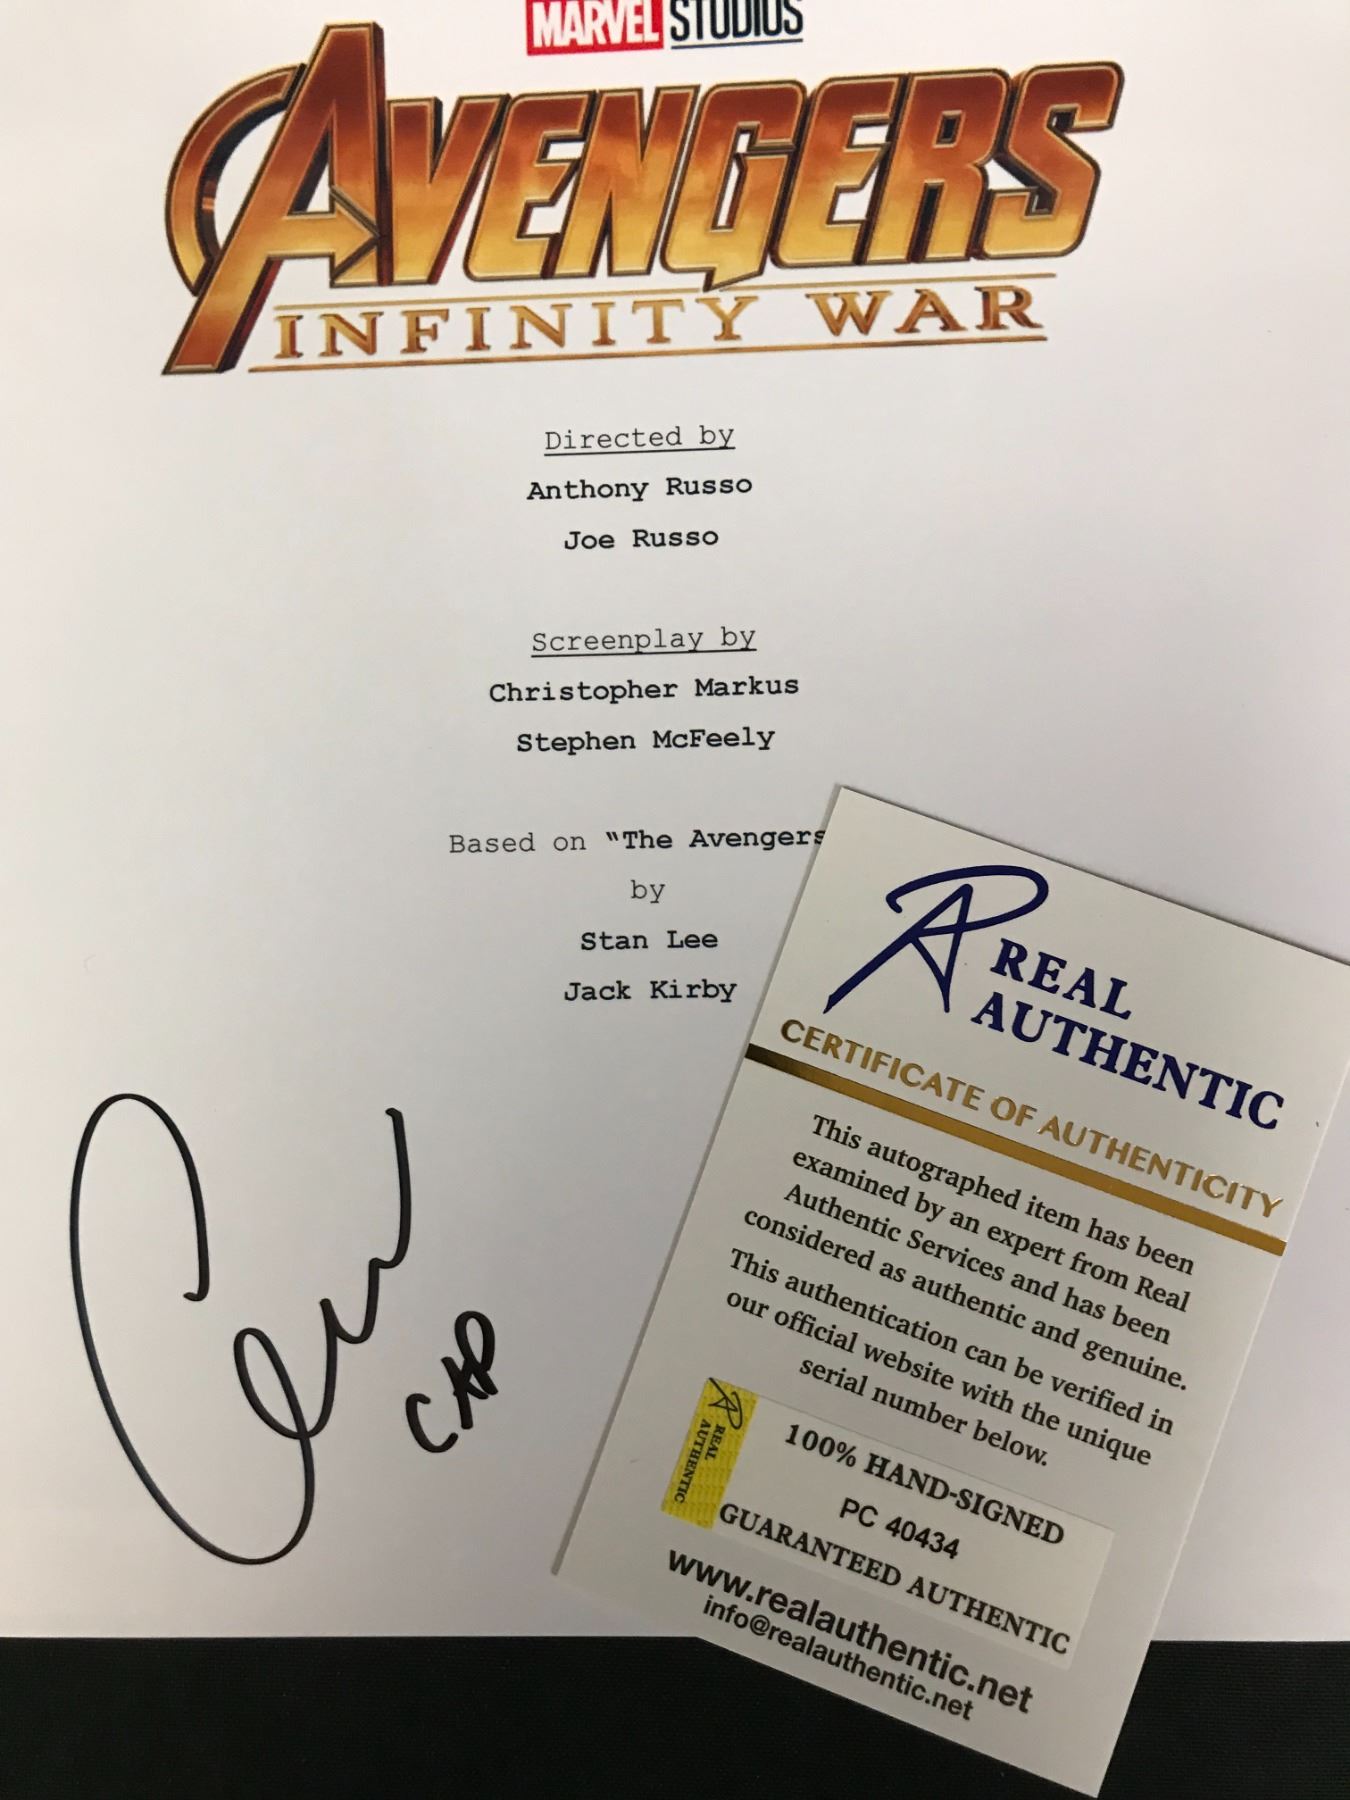 MARVEL STUDIOS
AVENGERS
INFINITY WAR
Directed by
Anthony Russo
Joe Russo
Screenplay by
Christopher Markus
Stephen McFeely
Based on "The Avengers
by
Stan Lee
Jack Kirby
CAP
REAL
AUTHENTIC
CERTIFICATE OF AUTHENTICITY
This autographed item has been
examined by an expert from Real
Authentic Services and has been
considered as authentic and genuine.
This authentication can be verified in
our official website with the unique
serial number below.
REAL
AUTHENTIC
100% HAND-SIGNED
PC 40434
GUARANTEED AUTHENTIC
www.realauthentic.net
info@realauthentic.net